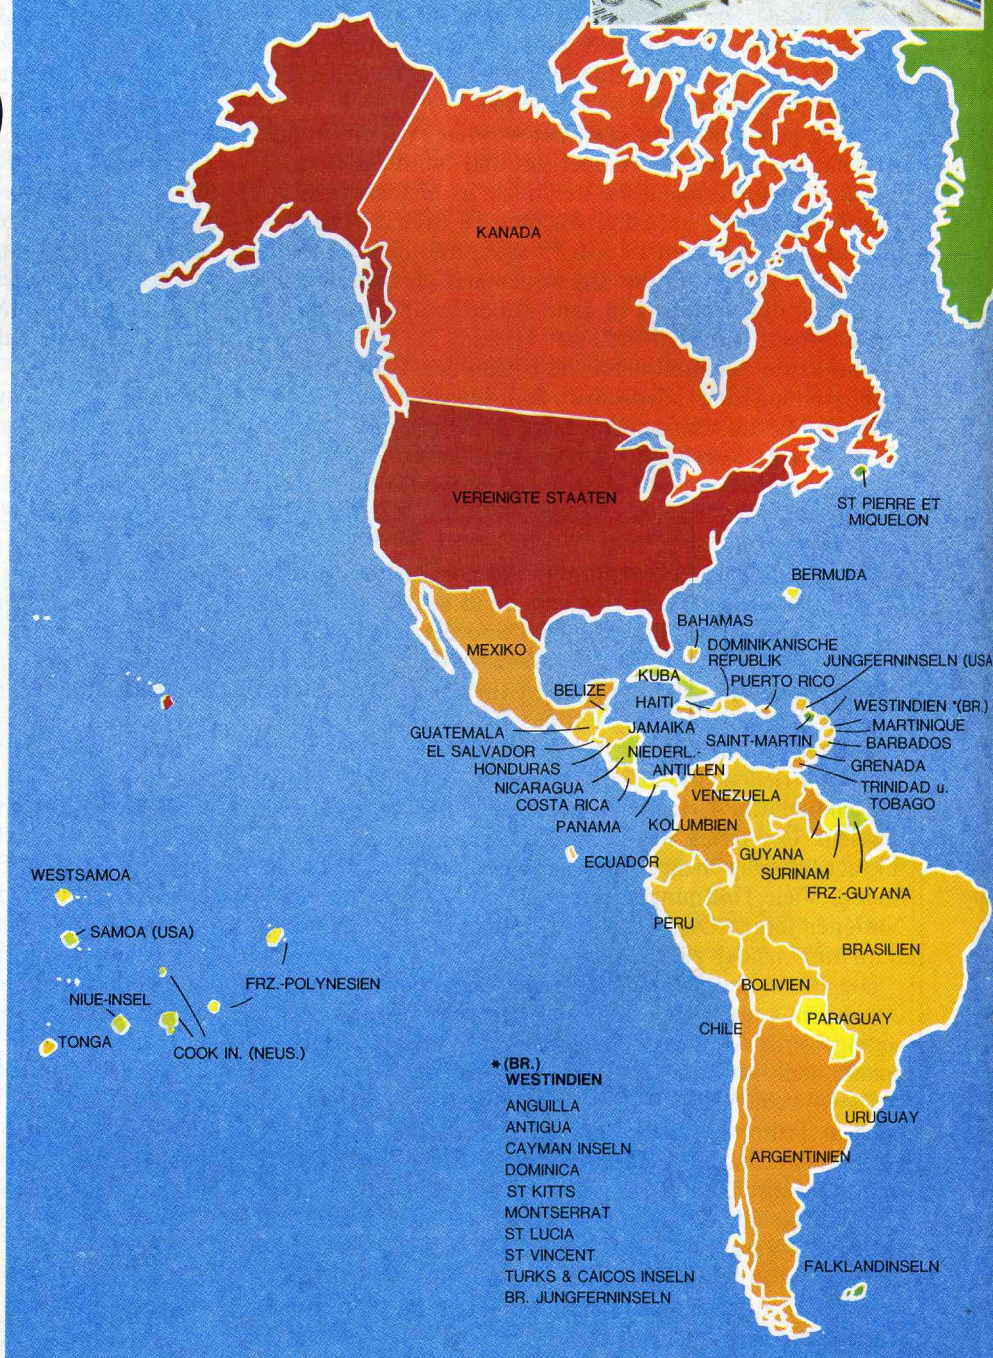 KANADA
VEREINIGTE STAATEN
ST PIERRE ET
MIQUELON
BERMUDA
BAHAMAS
MEXIKO
DOMINIKANISCHE
REPUBLIK
JUNGFERNINSELN (USA
KUBA
PUERTO RICO
BELIZE
HAITI
WESTINDIEN *(BR.)
GUATEMALA
JAMAIKA
SAINT-MARTIN
MARTINIQUE
EL SALVADOR
NIEDERL.-
ANTILLEN
BARBADOS
HONDURAS
GRENADA
NICARAGUA
VENEZUELA
TRINIDAD u.
TOBAGO
COSTA RICA
PANAMA
KOLUMBIEN
ECUADOR
GUYANA
SURINAM
FRZ.-GUYANA
WESTSAMOA
SAMOA (USA)
PERU
BRASILIEN
FRZ.-POLYNESIEN
BOLIVIEN
NIUE-INSEL
PARAGUAY
CHILE
TONGA
COOK IN. (NEUS.)
*(BR.)
WESTINDIEN
ANGUILLA
ANTIGUA
CAYMAN INSELN
DOMINICA
ST KITTS
MONTSERRAT
ST LUCIA
ST VINCENT
TURKS & CAICOS INSELN
BR. JUNGFERNINSELN
URUGUAY
ARGENTINIEN
FALKLANDINSELN